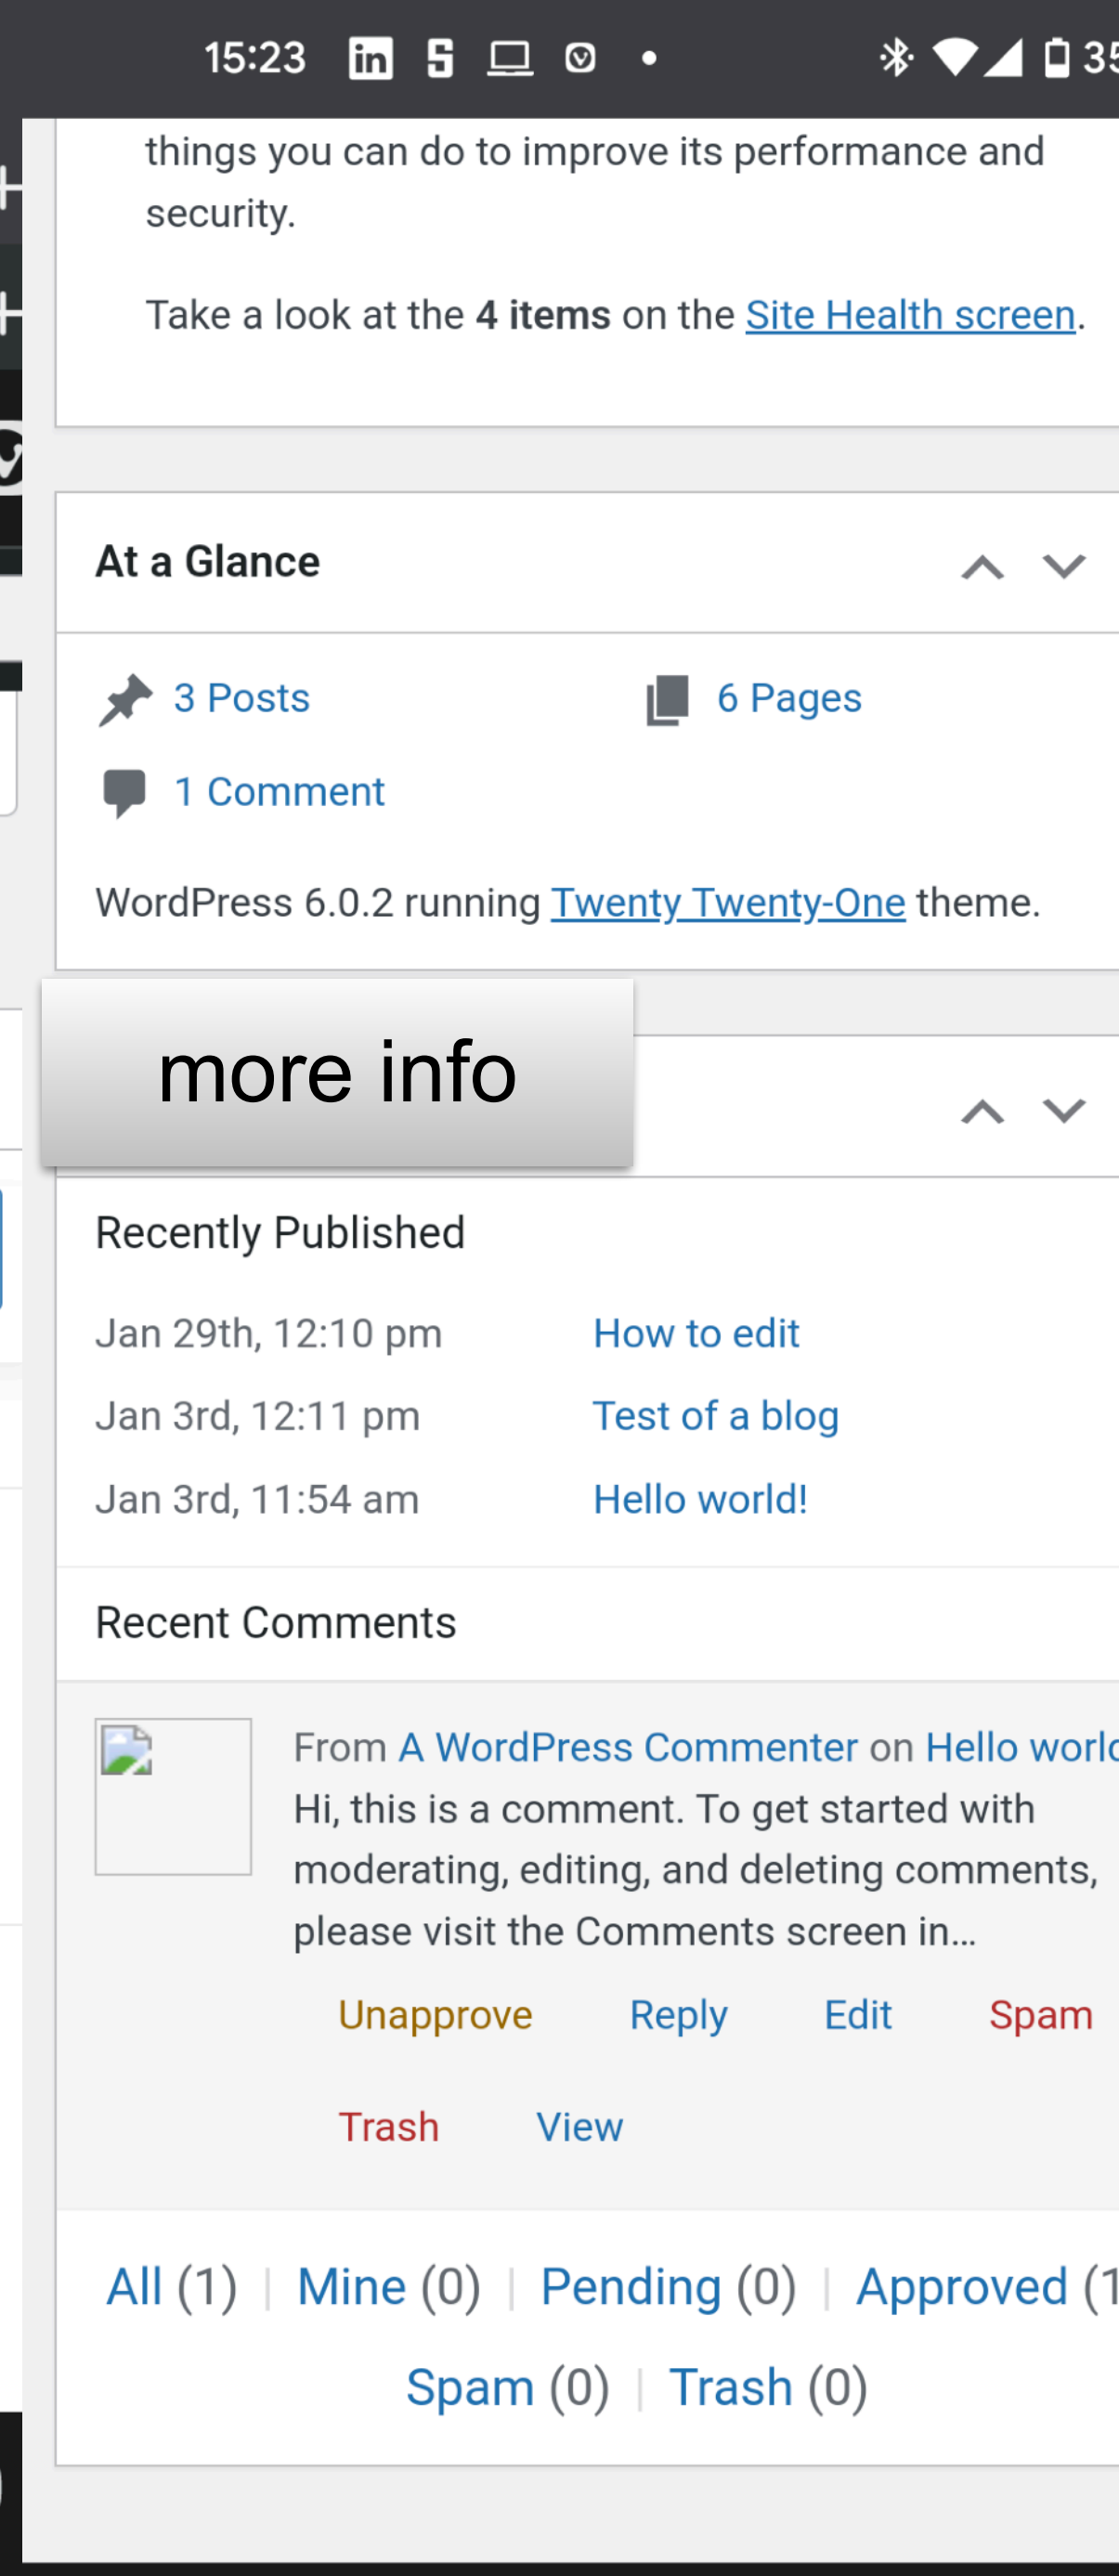 15:23
35
things you can do to improve its performance and
security.
Take a look at the 4 items on the Site Health screen.
At a Glance
3 Posts
6 Pages
1 Comment
WordPress 6.0.2 running Twenty Twenty-One theme.
more info
Recently Published
Jan 29th, 12:10 pm How to edit
Jan 3rd, 12:11 pm Test of a blog
Jan 3rd, 11:54 am Hello world!
Recent Comments
From A WordPress Commenter on Hello world
Hi, this is a comment. To get started with
moderating, editing, and deleting comments,
please visit the Comments screen in…
Unapprove Reply Edit Spam
Trash View
All (1) | Mine (0) | Pending (0) | Approved (1
Spam (0) | Trash (0)